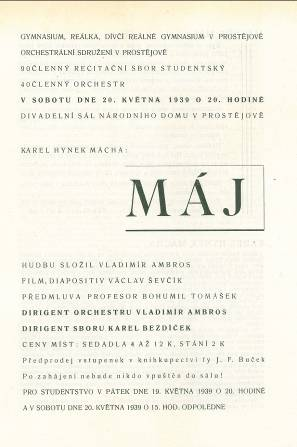 GYMNASIUM, REÁLKA, DÍVČÍ REÁLNÉ GYMNASIUM V PROSTĚJOVĚ
ORCHESTRÁLNÍ SDRUŽENÍ V PROSTĚJOVĚ
90ČLENNÝ RECITAČNÍ SBOR STUDENTSKÝ
40ČLENNÝ ORCHESTR
V SOBOTU DNE 20. KVĚTNA 1939 O 20. HODINĚ
DIVADELNÍ SÁL NÁRODNÍHO DOMU V PROSTĚJOVĚ
KAREL HYNEK MÁCHA:
MÁJ
HUDBU SLOŽIL VLADIMÍR AMBROS
FILM, DIAPOSITIV VÁCLAV ŠEVČÍK
PŘEDMLUVA PROFESOR BOHUMIL TOMÁŠEK
DIRIGENT ORCHESTRU VLADIMÍR AMBROS
DIRIGENT SBORU KAREL BEZDÍČEK
CENY MÍST: SEDADLA 4 AŽ 12 K, STÁNÍ 2 K
Předprodej vstupenek v knihkupectví fy J. F. Buček
Po zahájení nebude nikdo vpuštěn do sálu!
PRO STUDENTSTVO V PÁTEK DNE 19. KVĚTNA 1939 O 20. HODINĚ
A V SOBOTU DNE 20. KVĚTNA 1939 O 15. HOD. ODPOLEDNE